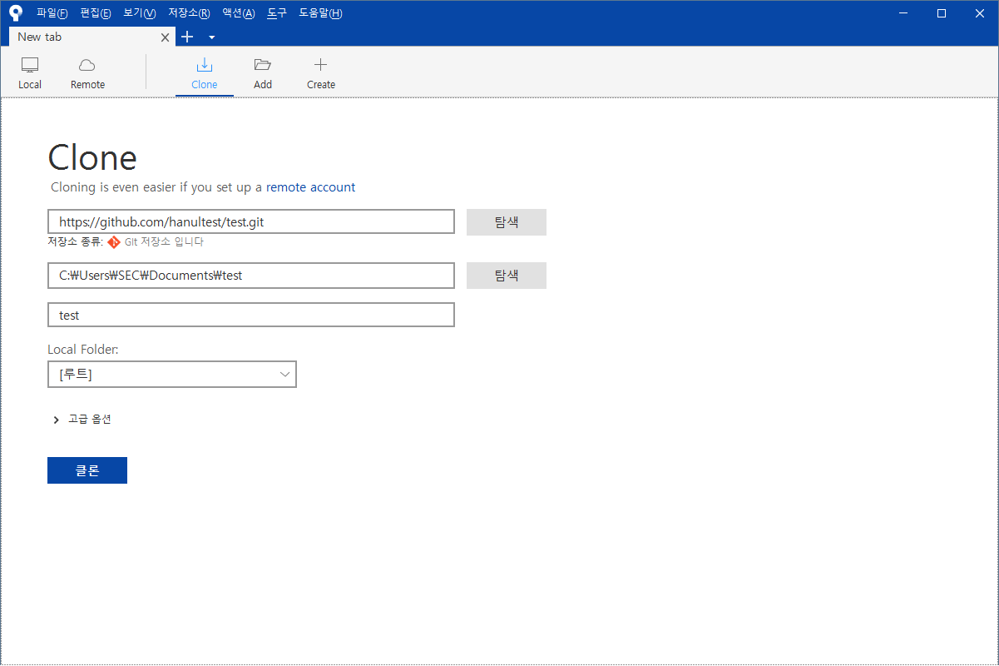 파일(F) 편집(E) 보기(V) 저장소(R) 액션(A) 도구 도움말(H)
New tab
Local Remote Clone Add Create
Clone
Cloning is even easier if you set up a remote account
https://github.com/hanultest/test.git 탐색
저장소 종류: Git 저장소 입니다
C:₩Users₩SEC₩Documents₩test 탐색
test
Local Folder:
[루트]
고급 옵션
클론